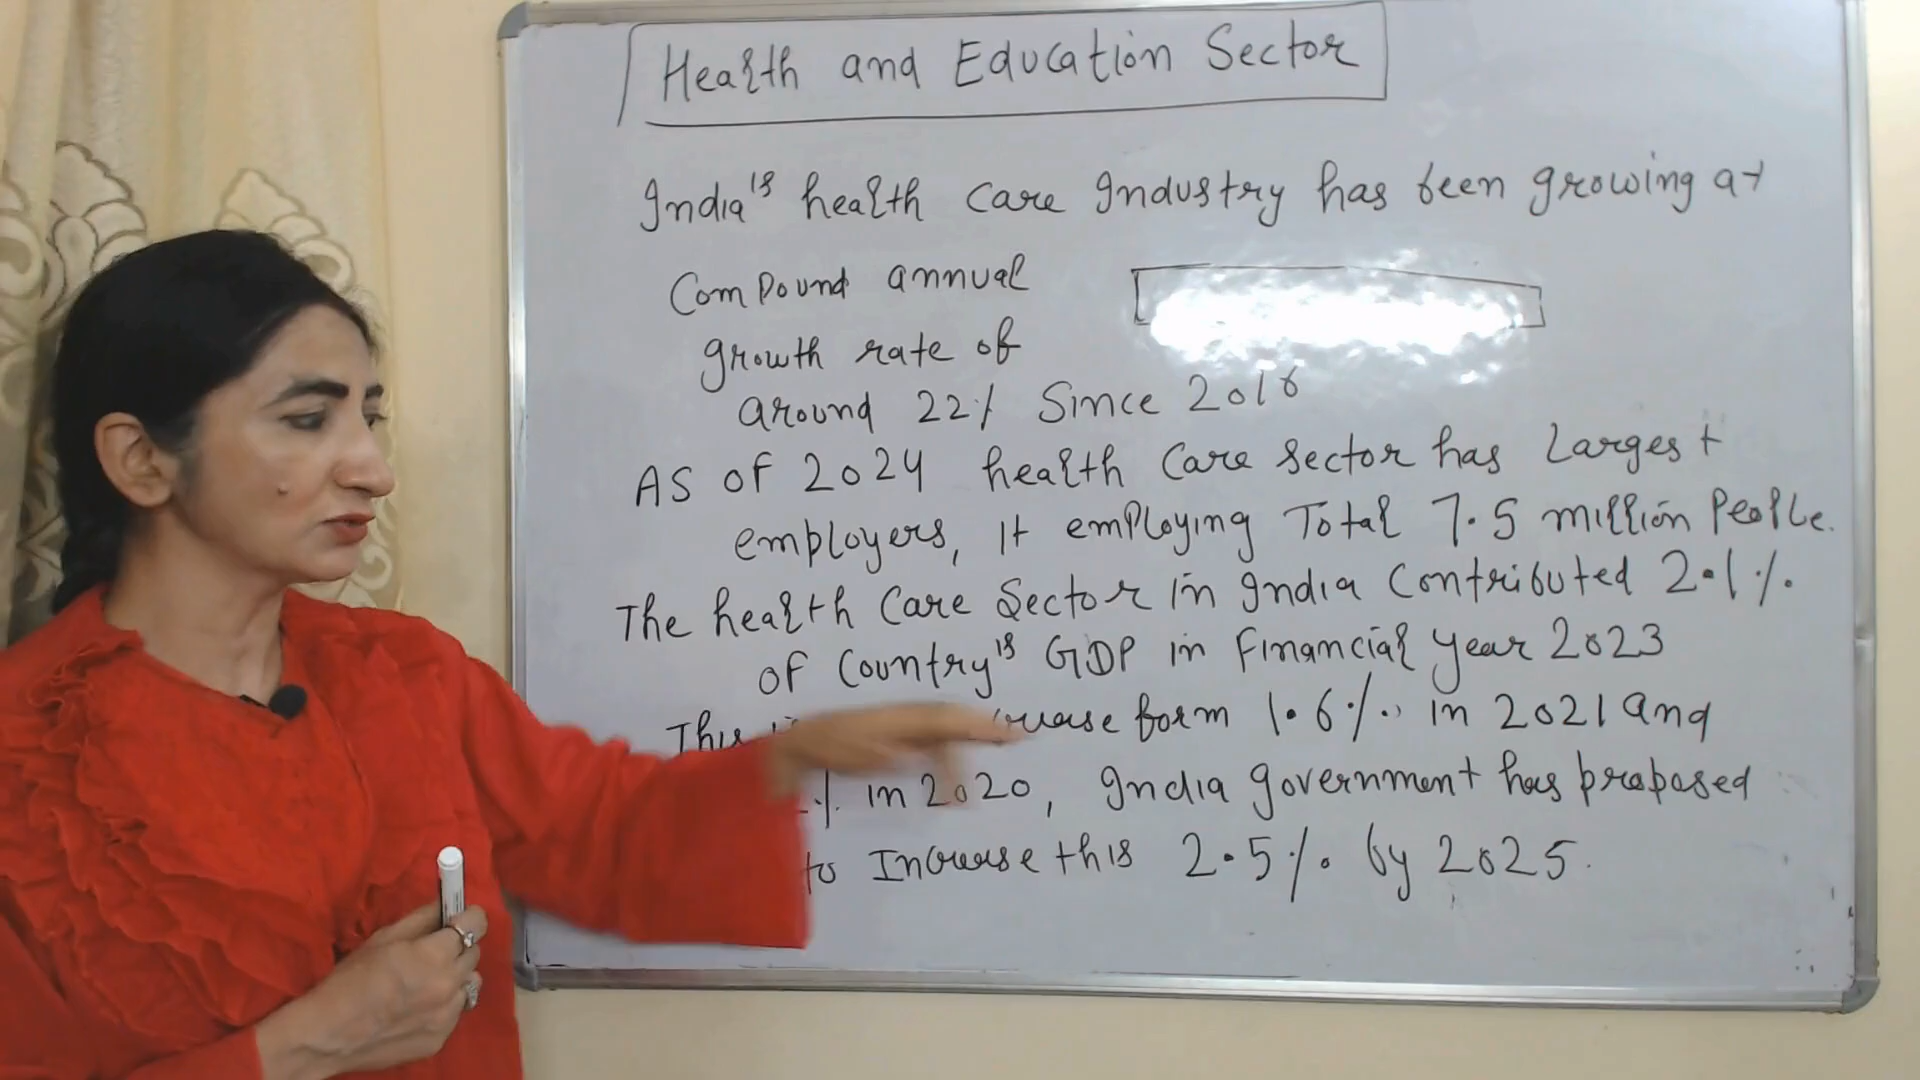 Health and Education Sector
India's health care Industry has been growing at
Compound annual
growth rate of
around 22% Since 2016
AS OF 2024 health Care sector has Largest
employers, It employing Total 7.5 million People.
The health Care Sector in India Contributed 2.1%.
of Country's GDP in Financial year 2023
This form 1.6%. in 2021 and
% in 2020, India government has proposed
to Increase this 2.5%. by 2025.